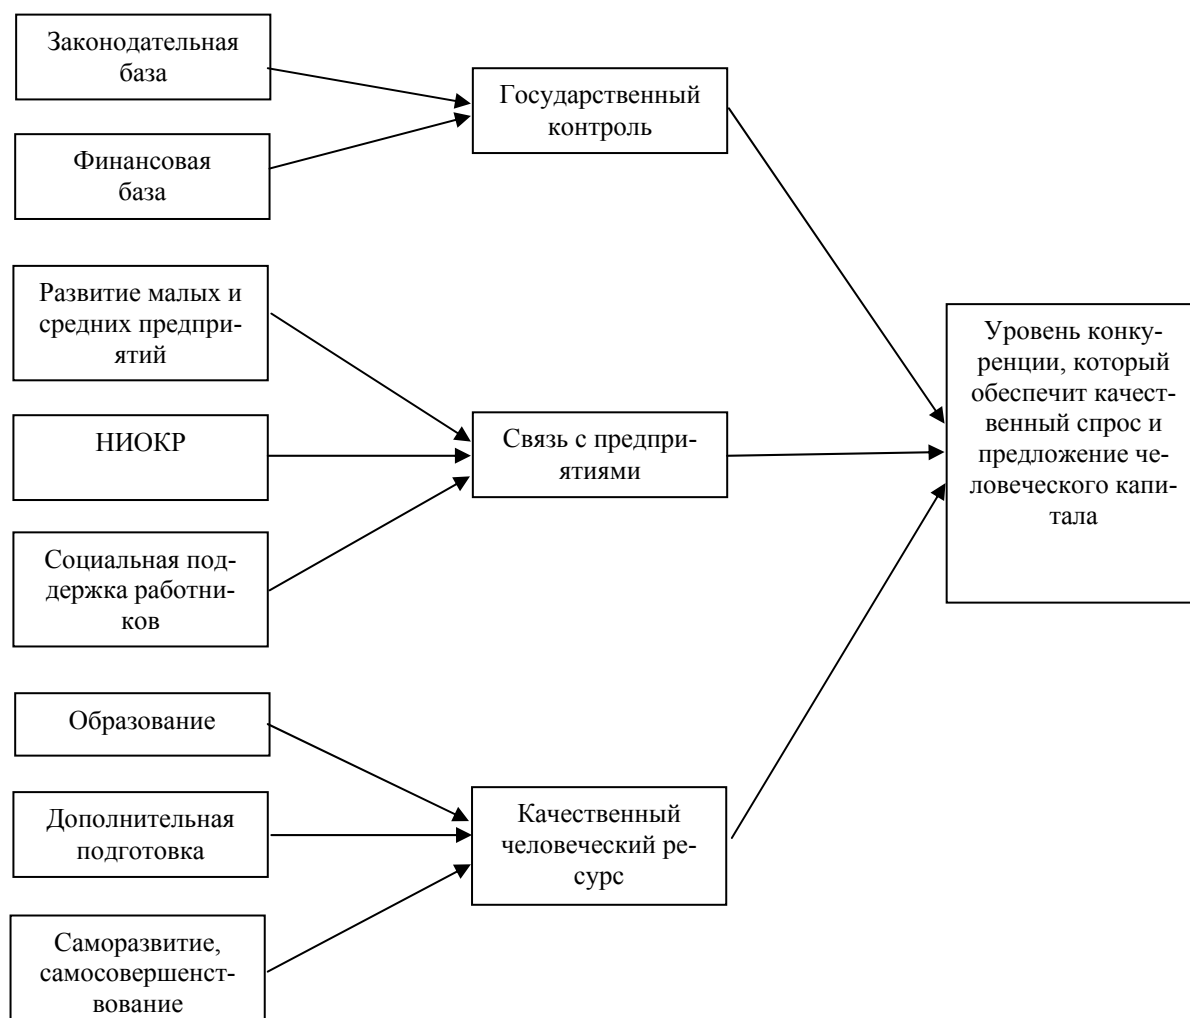 Законодательная
база
Финансовая
база
Государственный
контроль
Развитие малых и
средних предпри-
ятий
НИОКР
Социальная под-
держка работни-
ков
Связь с предпри-
ятиями
Уровень конку-
ренции, который
обеспечит качест-
венный спрос и
предложение че-
ловеческого капи-
тала
Образование
Дополнительная
подготовка
Саморазвитие,
самосовершенст-
вование
Качественный
человеческий ре-
сурс